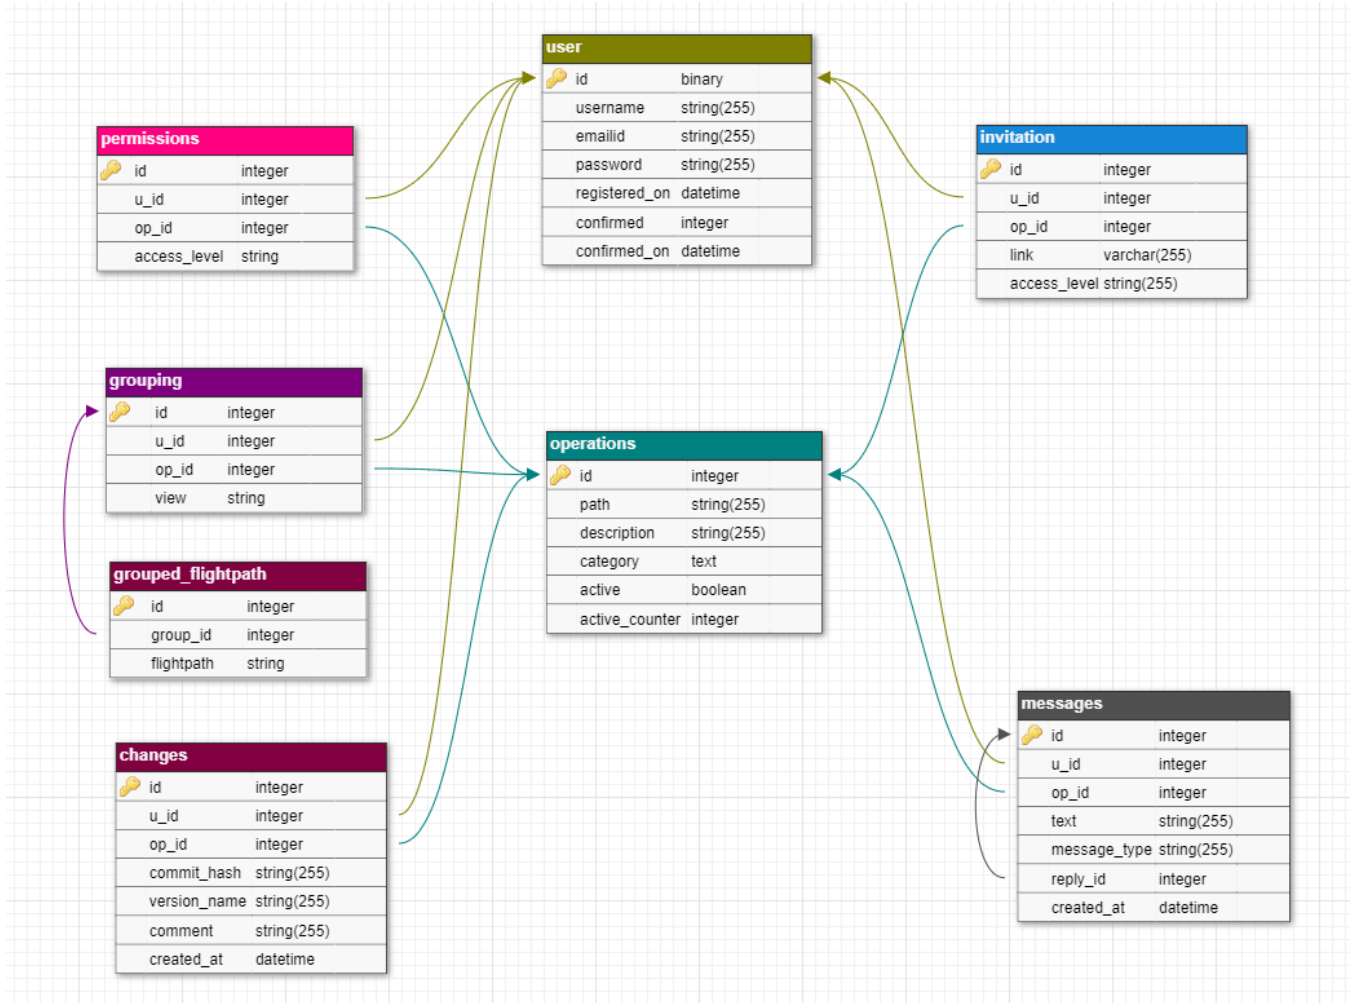 user
id binary
username string(255)
emailid string(255)
password string(255)
registered_on datetime
confirmed integer
confirmed_on datetime
permissions
id integer
u_id integer
op_id integer
access_level string
invitation
id integer
u_id integer
op_id integer
link varchar(255)
access_level string(255)
grouping
id integer
u_id integer
op_id integer
view string
operations
id integer
path string(255)
description string(255)
category text
active boolean
active_counter integer
grouped_flightpath
id integer
group_id integer
flightpath string
messages
id integer
u_id integer
op_id integer
text string(255)
message_type string(255)
reply_id integer
created_at datetime
changes
id integer
u_id integer
op_id integer
commit_hash string(255)
version_name string(255)
comment string(255)
created_at datetime